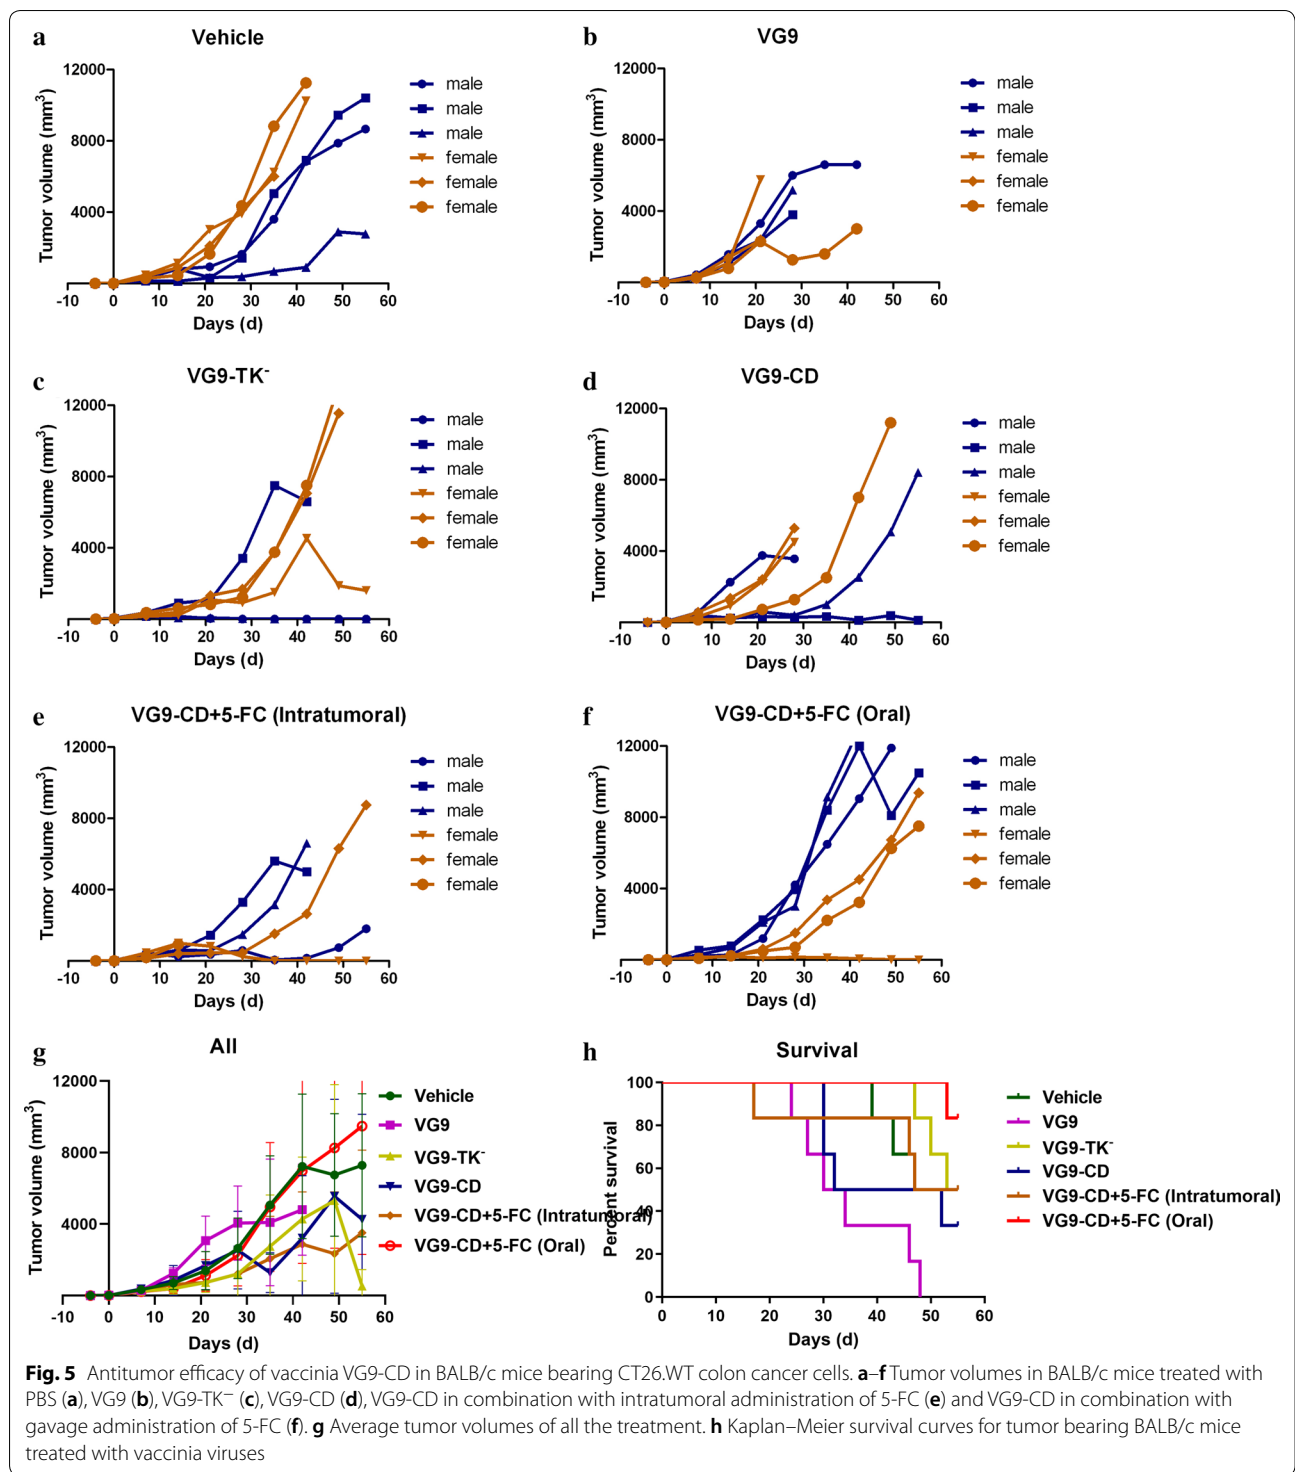 a
Vehicle
12000
8000
4000
-10 0 10 20 30 40 50 60
Tumor volume (mm³)
Days (d)
male
male
male
female
female
female
b
VG9
12000
8000
4000
-10 0 10 20 30 40 50 60
Tumor volume (mm³)
Days (d)
male
male
male
female
female
female
c
VG9-TK⁻
12000
8000
4000
-10 0 10 20 30 40 50 60
Tumor volume (mm³)
Days (d)
male
male
male
female
female
female
d
VG9-CD
12000
8000
4000
-10 0 10 20 30 40 50 60
Tumor volume (mm³)
Days (d)
male
male
male
female
female
female
e
VG9-CD+5-FC (Intratumoral)
12000
8000
4000
-10 0 10 20 30 40 50 60
Tumor volume (mm³)
Days (d)
male
male
male
female
female
female
f
VG9-CD+5-FC (Oral)
12000
8000
4000
-10 0 10 20 30 40 50 60
Tumor volume (mm³)
Days (d)
male
male
male
female
female
female
g
All
12000
8000
4000
-10 0 10 20 30 40 50 60
Tumor volume (mm³)
Days (d)
Vehicle
VG9
VG9-TK⁻
VG9-CD
VG9-CD+5-FC (Intratumoral)
VG9-CD+5-FC (Oral)
h
Survival
100
80
60
40
20
0
0 10 20 30 40 50 60
Percent survival
Days (d)
Vehicle
VG9
VG9-TK⁻
VG9-CD
VG9-CD+5-FC (Intratumoral)
VG9-CD+5-FC (Oral)
Fig. 5 Antitumor efficacy of vaccinia VG9-CD in BALB/c mice bearing CT26.WT colon cancer cells. a–f Tumor volumes in BALB/c mice treated with
PBS (a), VG9 (b), VG9-TK⁻ (c), VG9-CD (d), VG9-CD in combination with intratumoral administration of 5-FC (e) and VG9-CD in combination with
gavage administration of 5-FC (f). g Average tumor volumes of all the treatment. h Kaplan–Meier survival curves for tumor bearing BALB/c mice
treated with vaccinia viruses